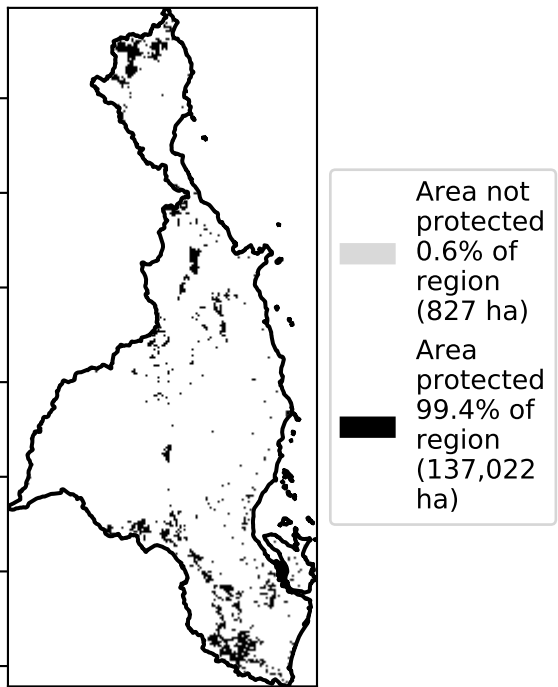 Area not
protected
0.6% of
region
(827 ha)
Area
protected
99.4% of
region
(137,022
ha)